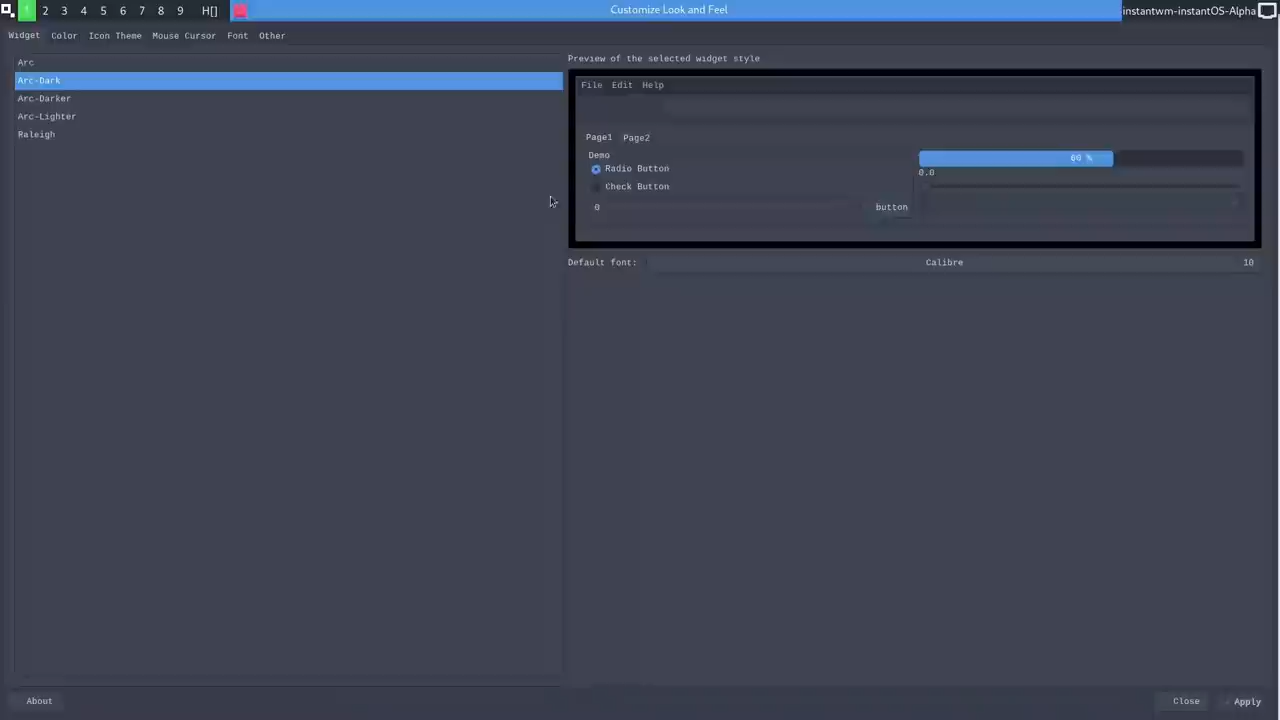 1 2 3 4 5 6 7 8 9 H[] Customize Look and Feel instantwm-instantOS-Alpha
Widget Color Icon Theme Mouse Cursor Font Other
Arc
Arc-Dark
Arc-Darker
Arc-Lighter
Raleigh
Preview of the selected widget style
File Edit Help
Page1 Page2
Demo
Radio Button
Check Button
0 button
60 %
0.0
Default font: Calibre 10
About Close Apply